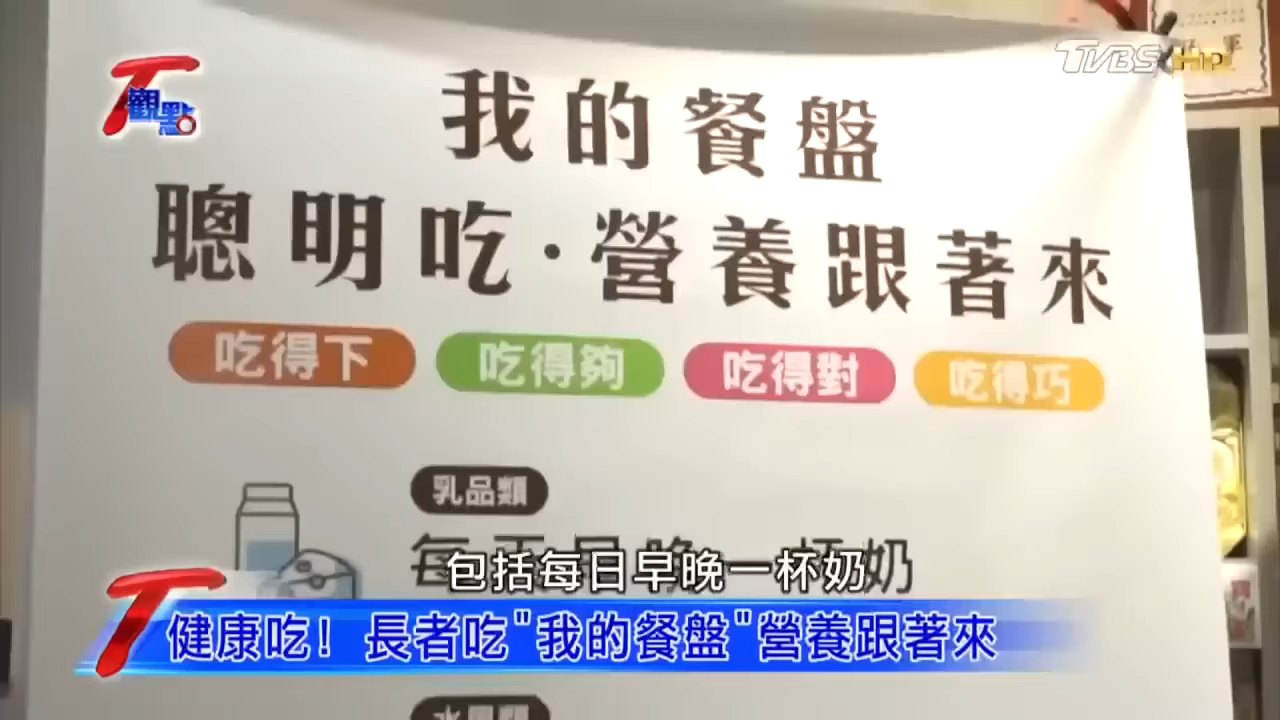 T觀點
TVBS HD
我的餐盤
聰明吃·營養跟著來
吃得下
吃得夠
吃得對
吃得巧
乳品類
包括每日早晚一杯奶
健康吃! 長者吃"我的餐盤"營養跟著來